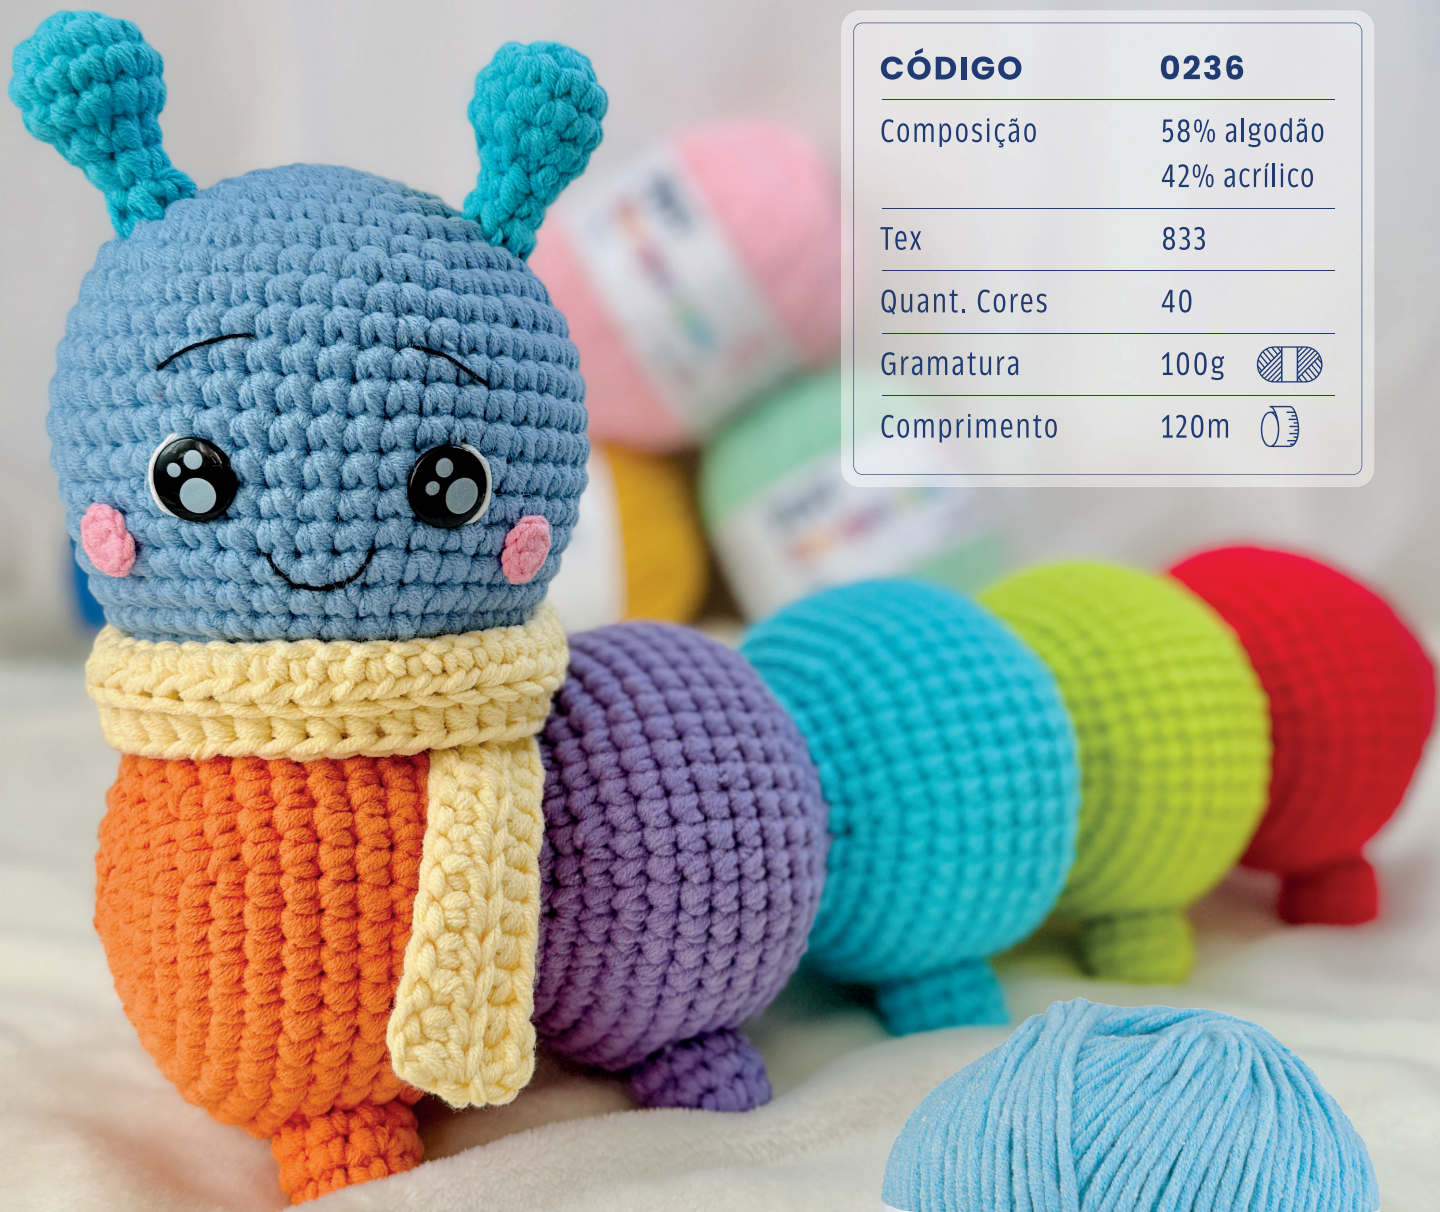 CÓDIGO 0236
Composição 58% algodão
42% acrílico
Tex 833
Quant. Cores 40
Gramatura 100g
Comprimento 120m